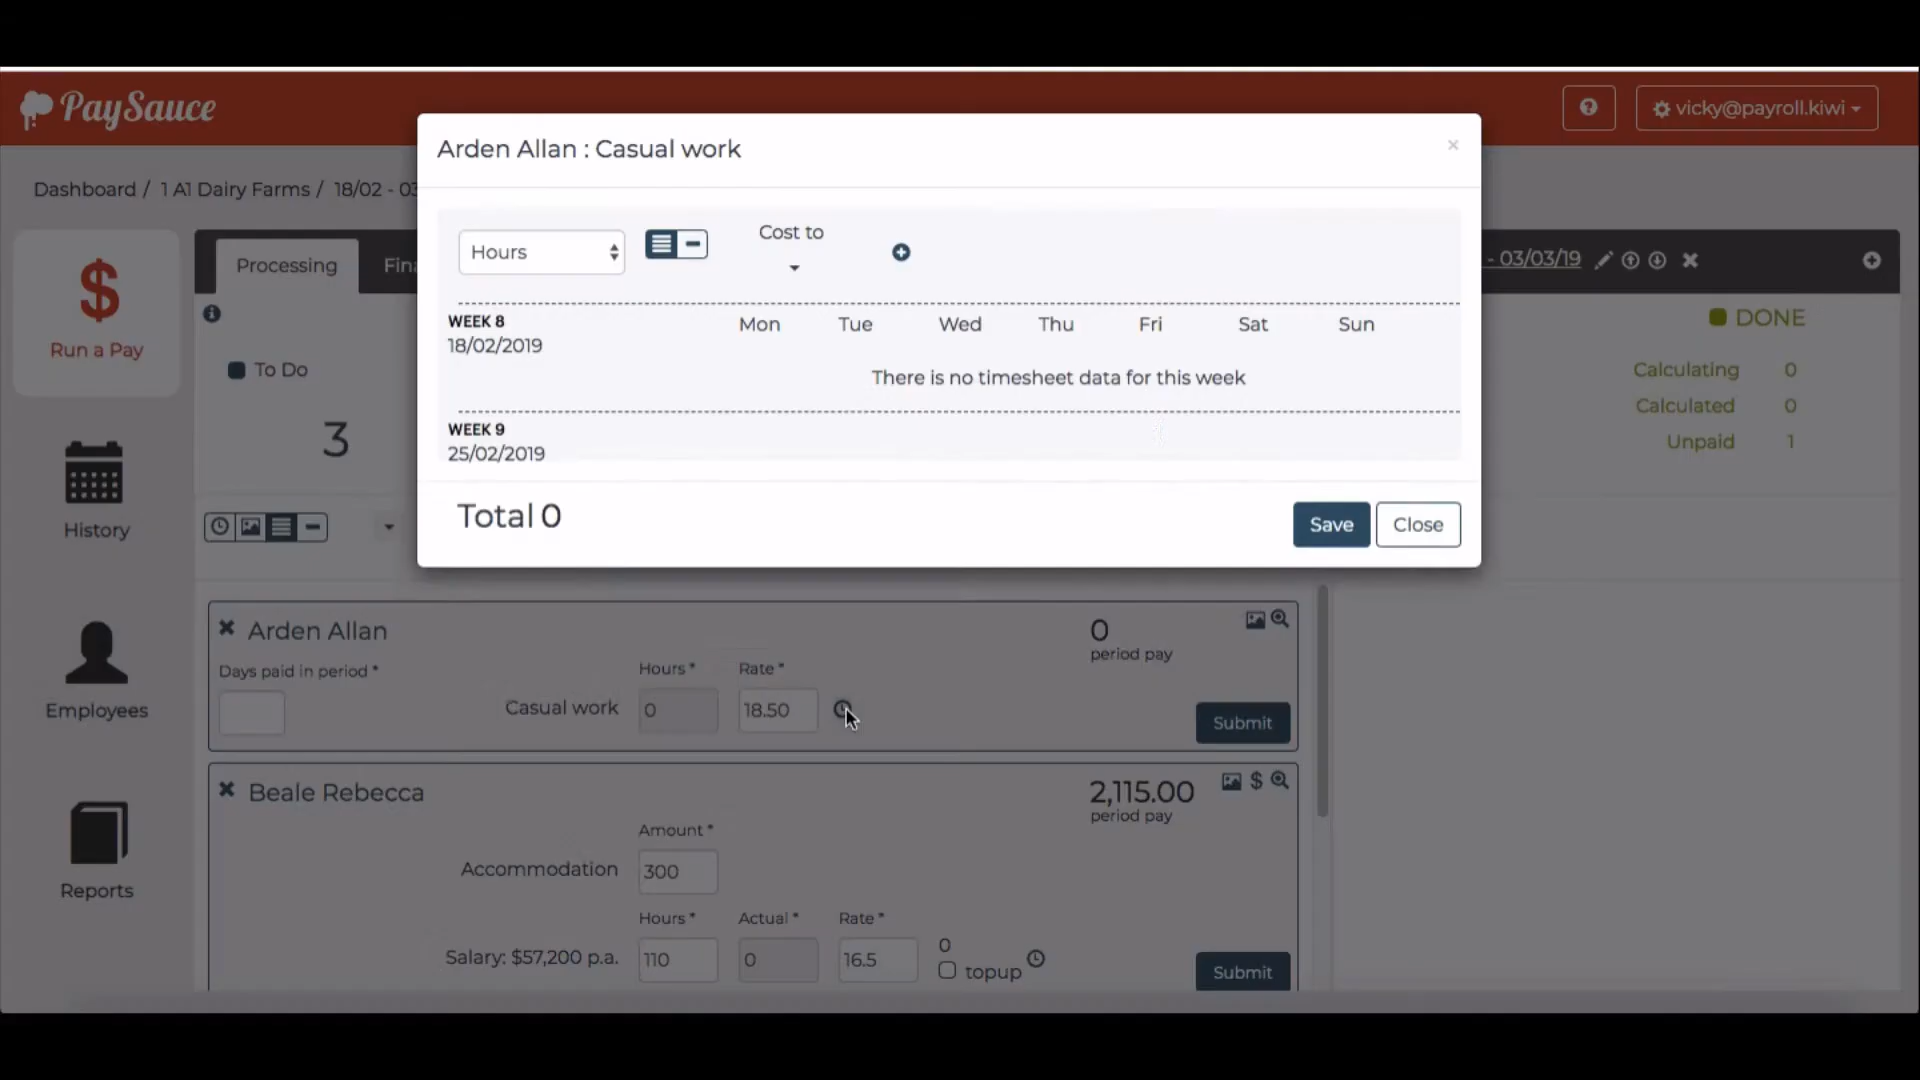 PaySauce
vicky@payroll.kiwi
Dashboard / 1 A1 Dairy Farms / 18/02 - 03
Arden Allan : Casual work
×
Hours
Cost to
WEEK 8
18/02/2019
Mon Tue Wed Thu Fri Sat Sun
There is no timesheet data for this week
WEEK 9
25/02/2019
Total 0
Save
Close
Run a Pay
History
Employees
Reports
Processing
Fin
- 03/03/19
To Do
3
DONE
Calculating 0
Calculated 0
Unpaid 1
Arden Allan
0
period pay
Days paid in period *
Hours * Rate *
Casual work 0 18.50
Submit
Beale Rebecca
2,115.00
period pay
Amount *
Accommodation 300
Hours * Actual * Rate *
Salary: $57,200 p.a. 110 0 16.5
0
topup
Submit